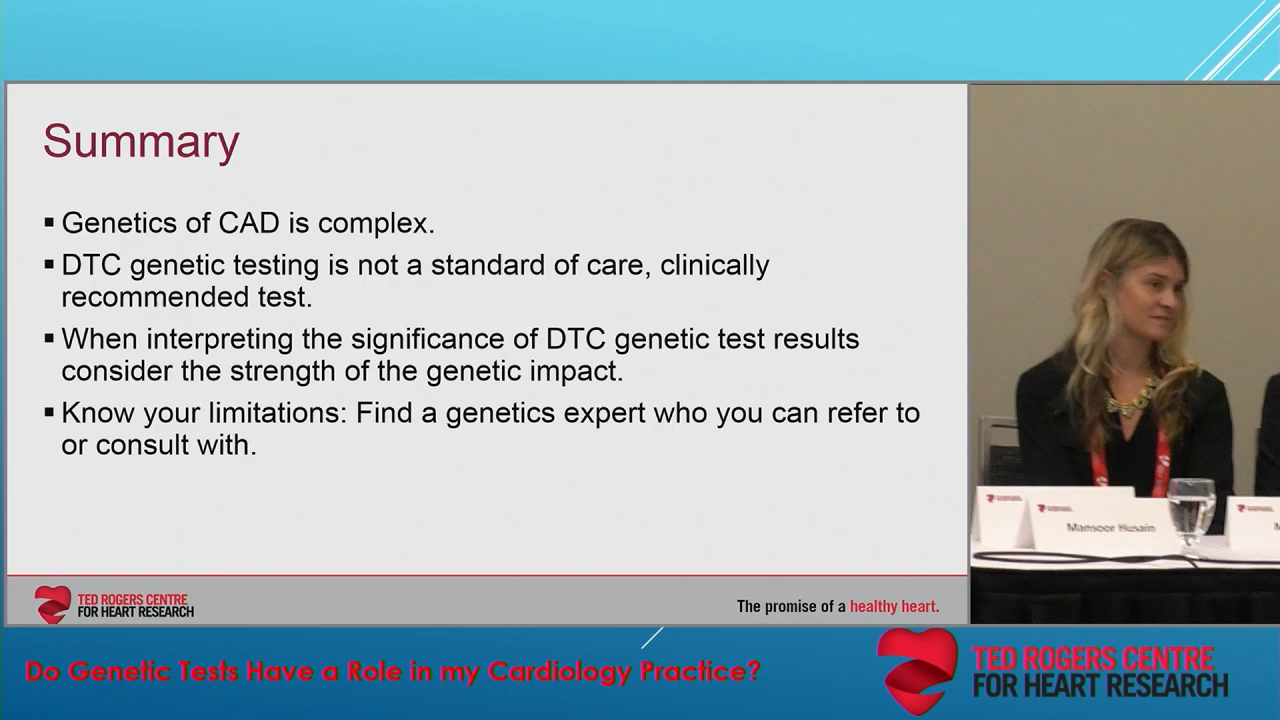 Summary
▪ Genetics of CAD is complex.
▪ DTC genetic testing is not a standard of care, clinically
recommended test.
▪ When interpreting the significance of DTC genetic test results
consider the strength of the genetic impact.
▪ Know your limitations: Find a genetics expert who you can refer to
or consult with.
TED ROGERS CENTRE
FOR HEART RESEARCH
The promise of a healthy heart.
Mansoor Husain
Do Genetic Tests Have a Role in my Cardiology Practice?
TED ROGERS CENTRE
FOR HEART RESEARCH